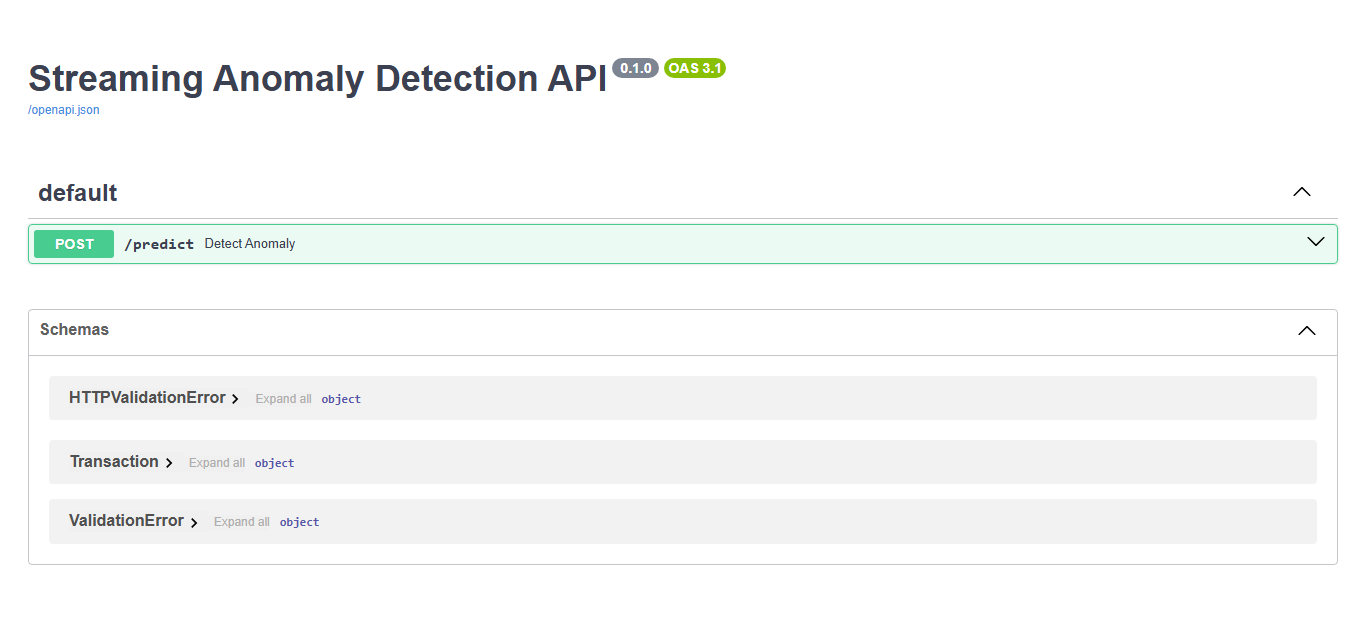 Streaming Anomaly Detection API 0.1.0 OAS 3.1
/openapi.json
default
POST /predict Detect Anomaly
Schemas
HTTPValidationError Expand all object
Transaction Expand all object
ValidationError Expand all object